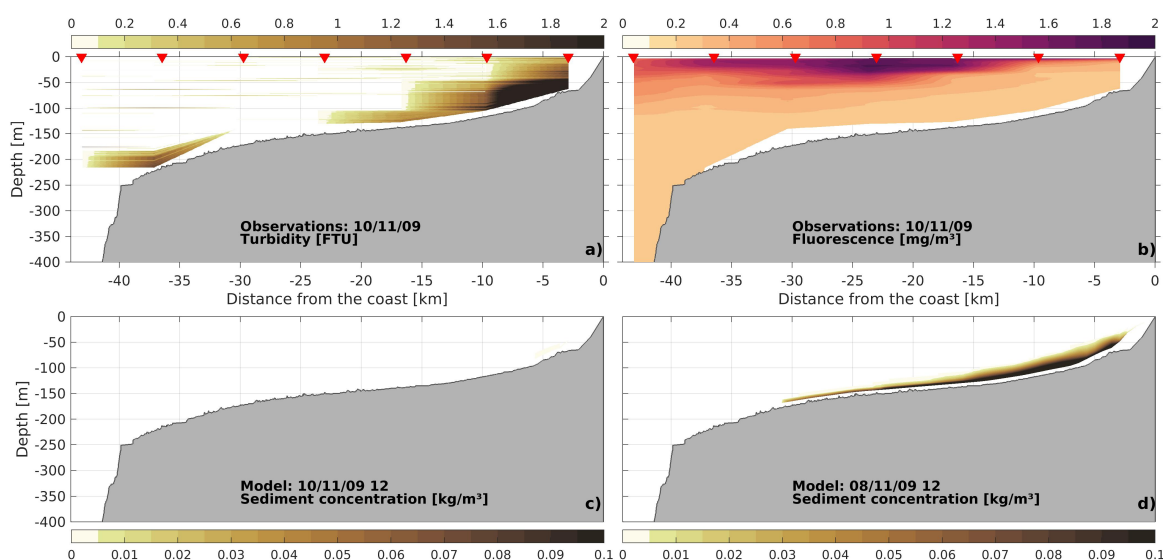 0 0.2 0.4 0.6 0.8 1 1.2 1.4 1.6 1.8 2
0 0.2 0.4 0.6 0.8 1 1.2 1.4 1.6 1.8 2
0
-50
-100
-150
-200
-250
-300
-350
-400
Depth [m]
Observations: 10/11/09
Turbidity [FTU]
a)
-40 -35 -30 -25 -20 -15 -10 -5 0
Distance from the coast [km]
Observations: 10/11/09
Fluorescence [mg/m³]
b)
-40 -35 -30 -25 -20 -15 -10 -5 0
Distance from the coast [km]
0
-50
-100
-150
-200
-250
-300
-350
-400
Depth [m]
Model: 10/11/09 12
Sediment concentration [kg/m³]
c)
Model: 08/11/09 12
Sediment concentration [kg/m³]
d)
0 0.01 0.02 0.03 0.04 0.05 0.06 0.07 0.08 0.09 0.1
0 0.01 0.02 0.03 0.04 0.05 0.06 0.07 0.08 0.09 0.1